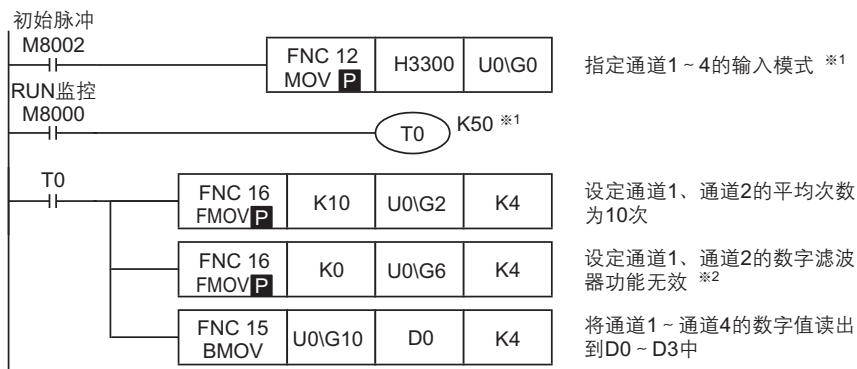 初始脉冲
M8002
FNC 12
MOV P
H3300
U0\G0
指定通道1~4的输入模式 ※1
RUN监控
M8000
T0
K50 ※1
T0
FNC 16
FMOV P
K10
U0\G2
K4
设定通道1、通道2的平均次数
为10次
FNC 16
FMOV P
K0
U0\G6
K4
设定通道1、通道2的数字滤波
器功能无效 ※2
FNC 15
BMOV
U0\G10
D0
K4
将通道1~通道4的数字值读出
到D0~D3中